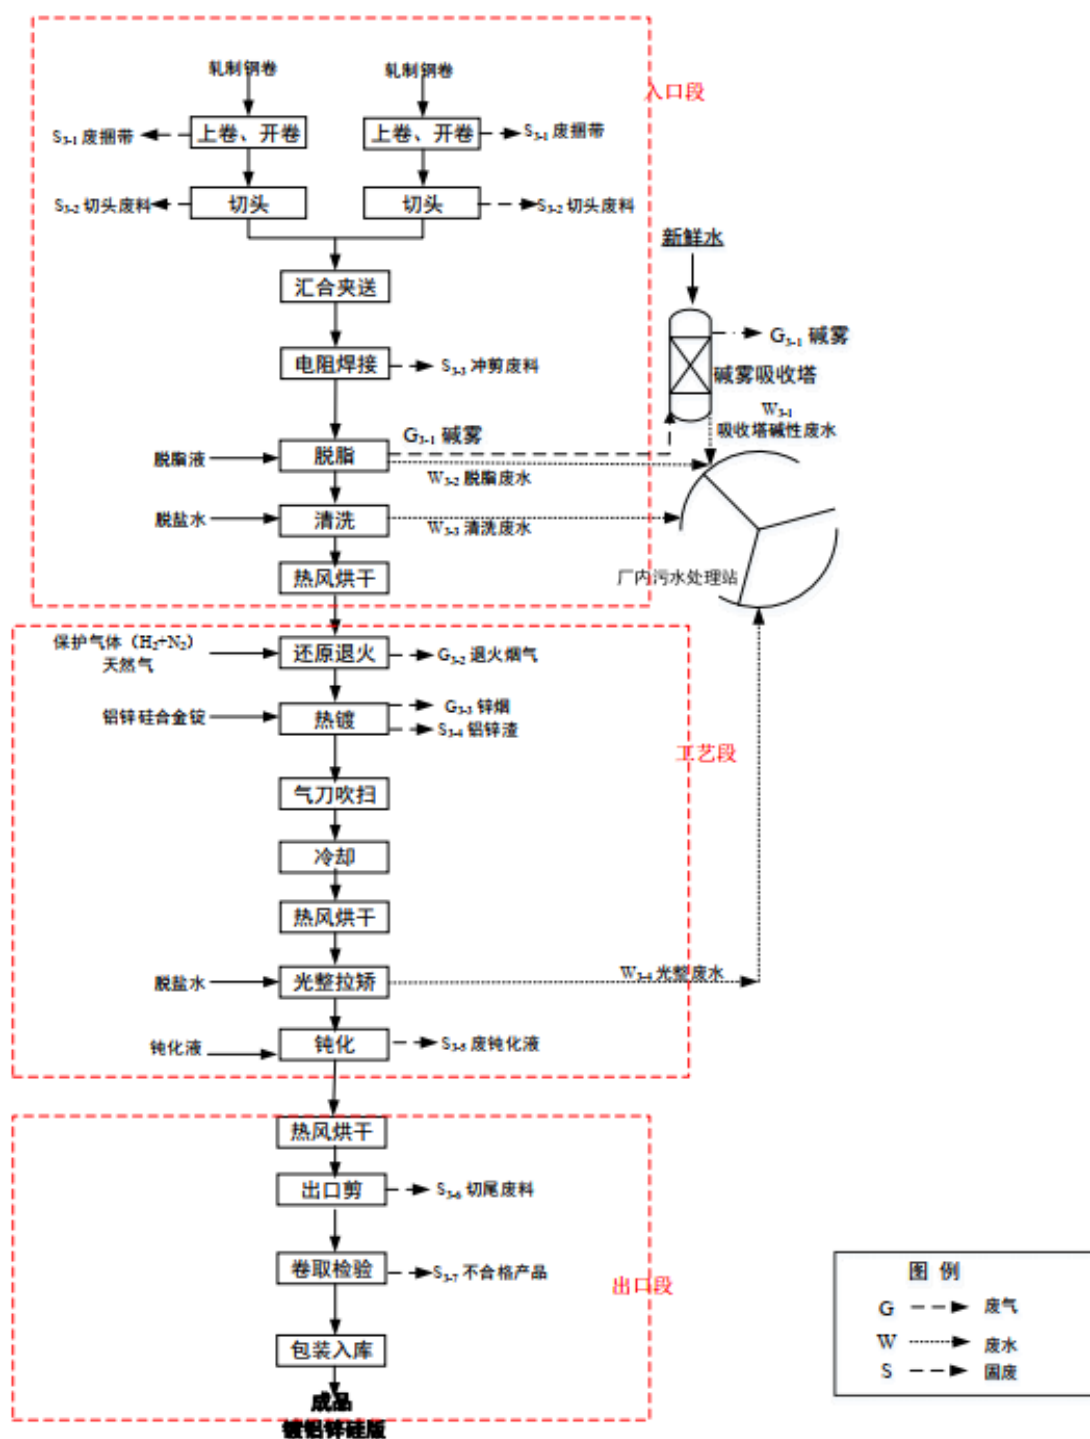 轧制钢卷
轧制钢卷
入口段
S3-1 废捆带
上卷、开卷
上卷、开卷
S3-1 废捆带
S3-2 切头废料
切头
切头
S3-2 切头废料
新鲜水
汇合夹送
G3-1 碱雾
电阻焊接
S3-3 冲剪废料
碱雾吸收塔
W3-1
吸收塔碱性废水
G3-1 碱雾
脱脂液
脱脂
W3-2 脱脂废水
脱盐水
清洗
W3-3 清洗废水
热风烘干
厂内污水处理站
保护气体（H2+N2）
天然气
还原退火
G3-2 退火烟气
铝锌硅合金锭
热镀
G3-3 锌烟
S3-4 铝锌渣
工艺段
气刀吹扫
冷却
热风烘干
脱盐水
光整拉矫
W3-4 光整废水
钝化液
钝化
S3-5 废钝化液
热风烘干
出口剪
S3-6 切尾废料
卷取检验
S3-7 不合格产品
出口段
包装入库
成品
镀铝锌硅版
图 例
G 废气
W 废水
S 固废